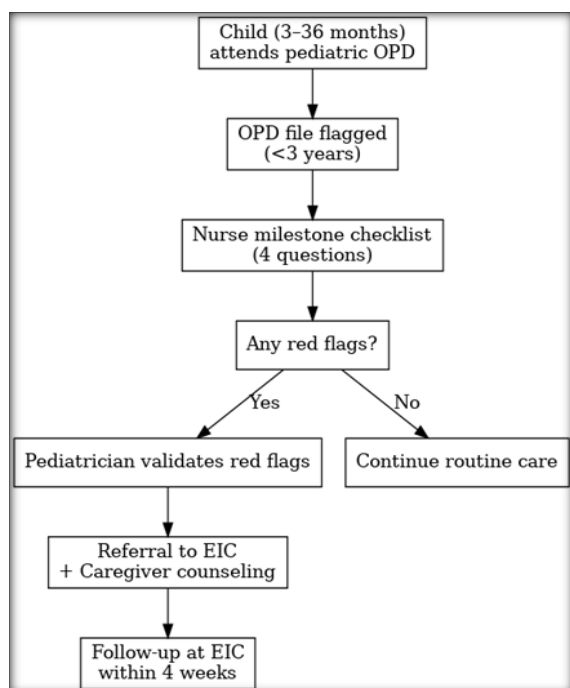 Child (3–36 months)
attends pediatric OPD
OPD file flagged
(<3 years)
Nurse milestone checklist
(4 questions)
Any red flags?
Yes
No
Pediatrician validates red flags
Continue routine care
Referral to EIC
+ Caregiver counseling
Follow-up at EIC
within 4 weeks